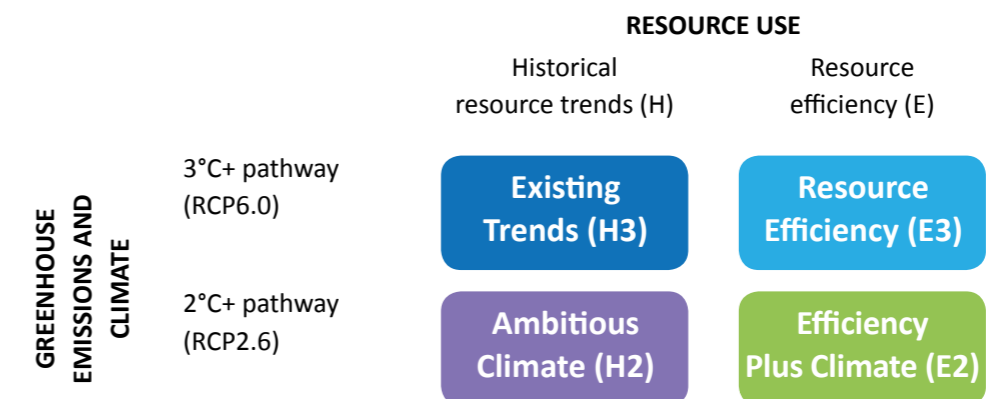 RESOURCE USE
Historical
resource trends (H)
Resource
efficiency (E)
GREENHOUSE
EMISSIONS AND
CLIMATE
3°C+ pathway
(RCP6.0)
Existing
Trends (H3)
Resource
Efficiency (E3)
2°C+ pathway
(RCP2.6)
Ambitious
Climate (H2)
Efficiency
Plus Climate (E2)